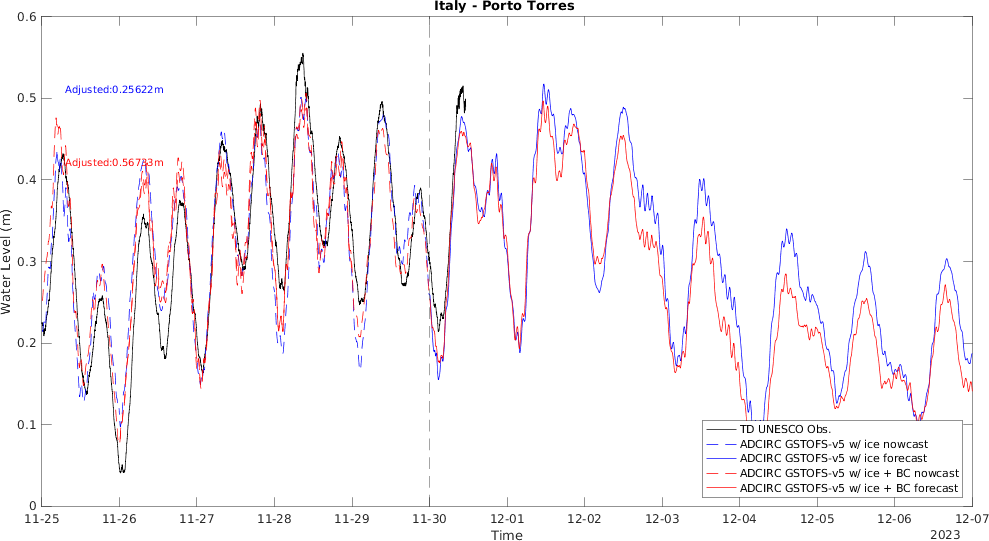 Italy - Porto Torres
Water Level (m)
0.6
0.5
0.4
0.3
0.2
0.1
0
Adjusted:0.25622m
Adjusted:0.56733m
TD UNESCO Obs.
ADCIRC GSTOFS-v5 w/ ice nowcast
ADCIRC GSTOFS-v5 w/ ice forecast
ADCIRC GSTOFS-v5 w/ ice + BC nowcast
ADCIRC GSTOFS-v5 w/ ice + BC forecast
11-25 11-26 11-27 11-28 11-29 11-30 12-01 12-02 12-03 12-04 12-05 12-06 12-07
Time
2023